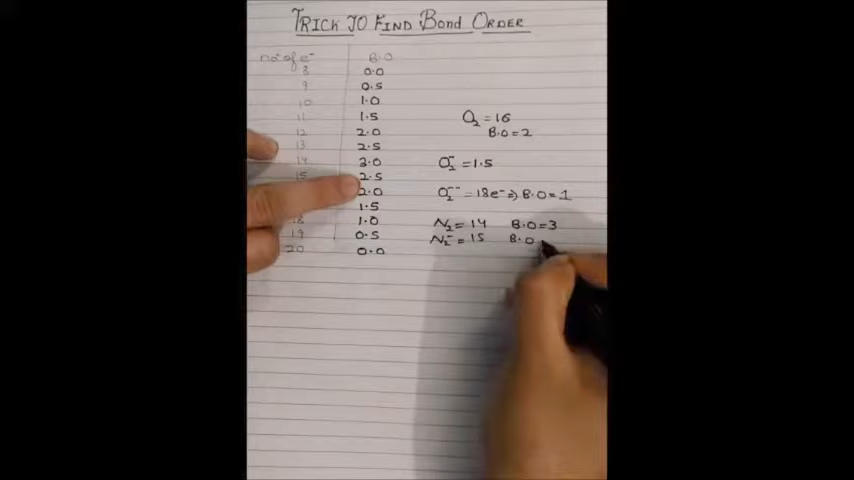 TRICK TO FIND BOND ORDER
no of e⁻ B.O
8 0.0
9 0.5
10 1.0
11 1.5
12 2.0
13 2.5
14 3.0
15 2.5
2.0
1.5
18 1.0
19 0.5
20 0.0
O₂ = 16
B.O = 2
O₂⁻ = 1.5
O₂⁻⁻ = 18e⁻ ⇒ B.O = 1
N₂ = 14 B.O = 3
N₂⁻ = 15 B.O